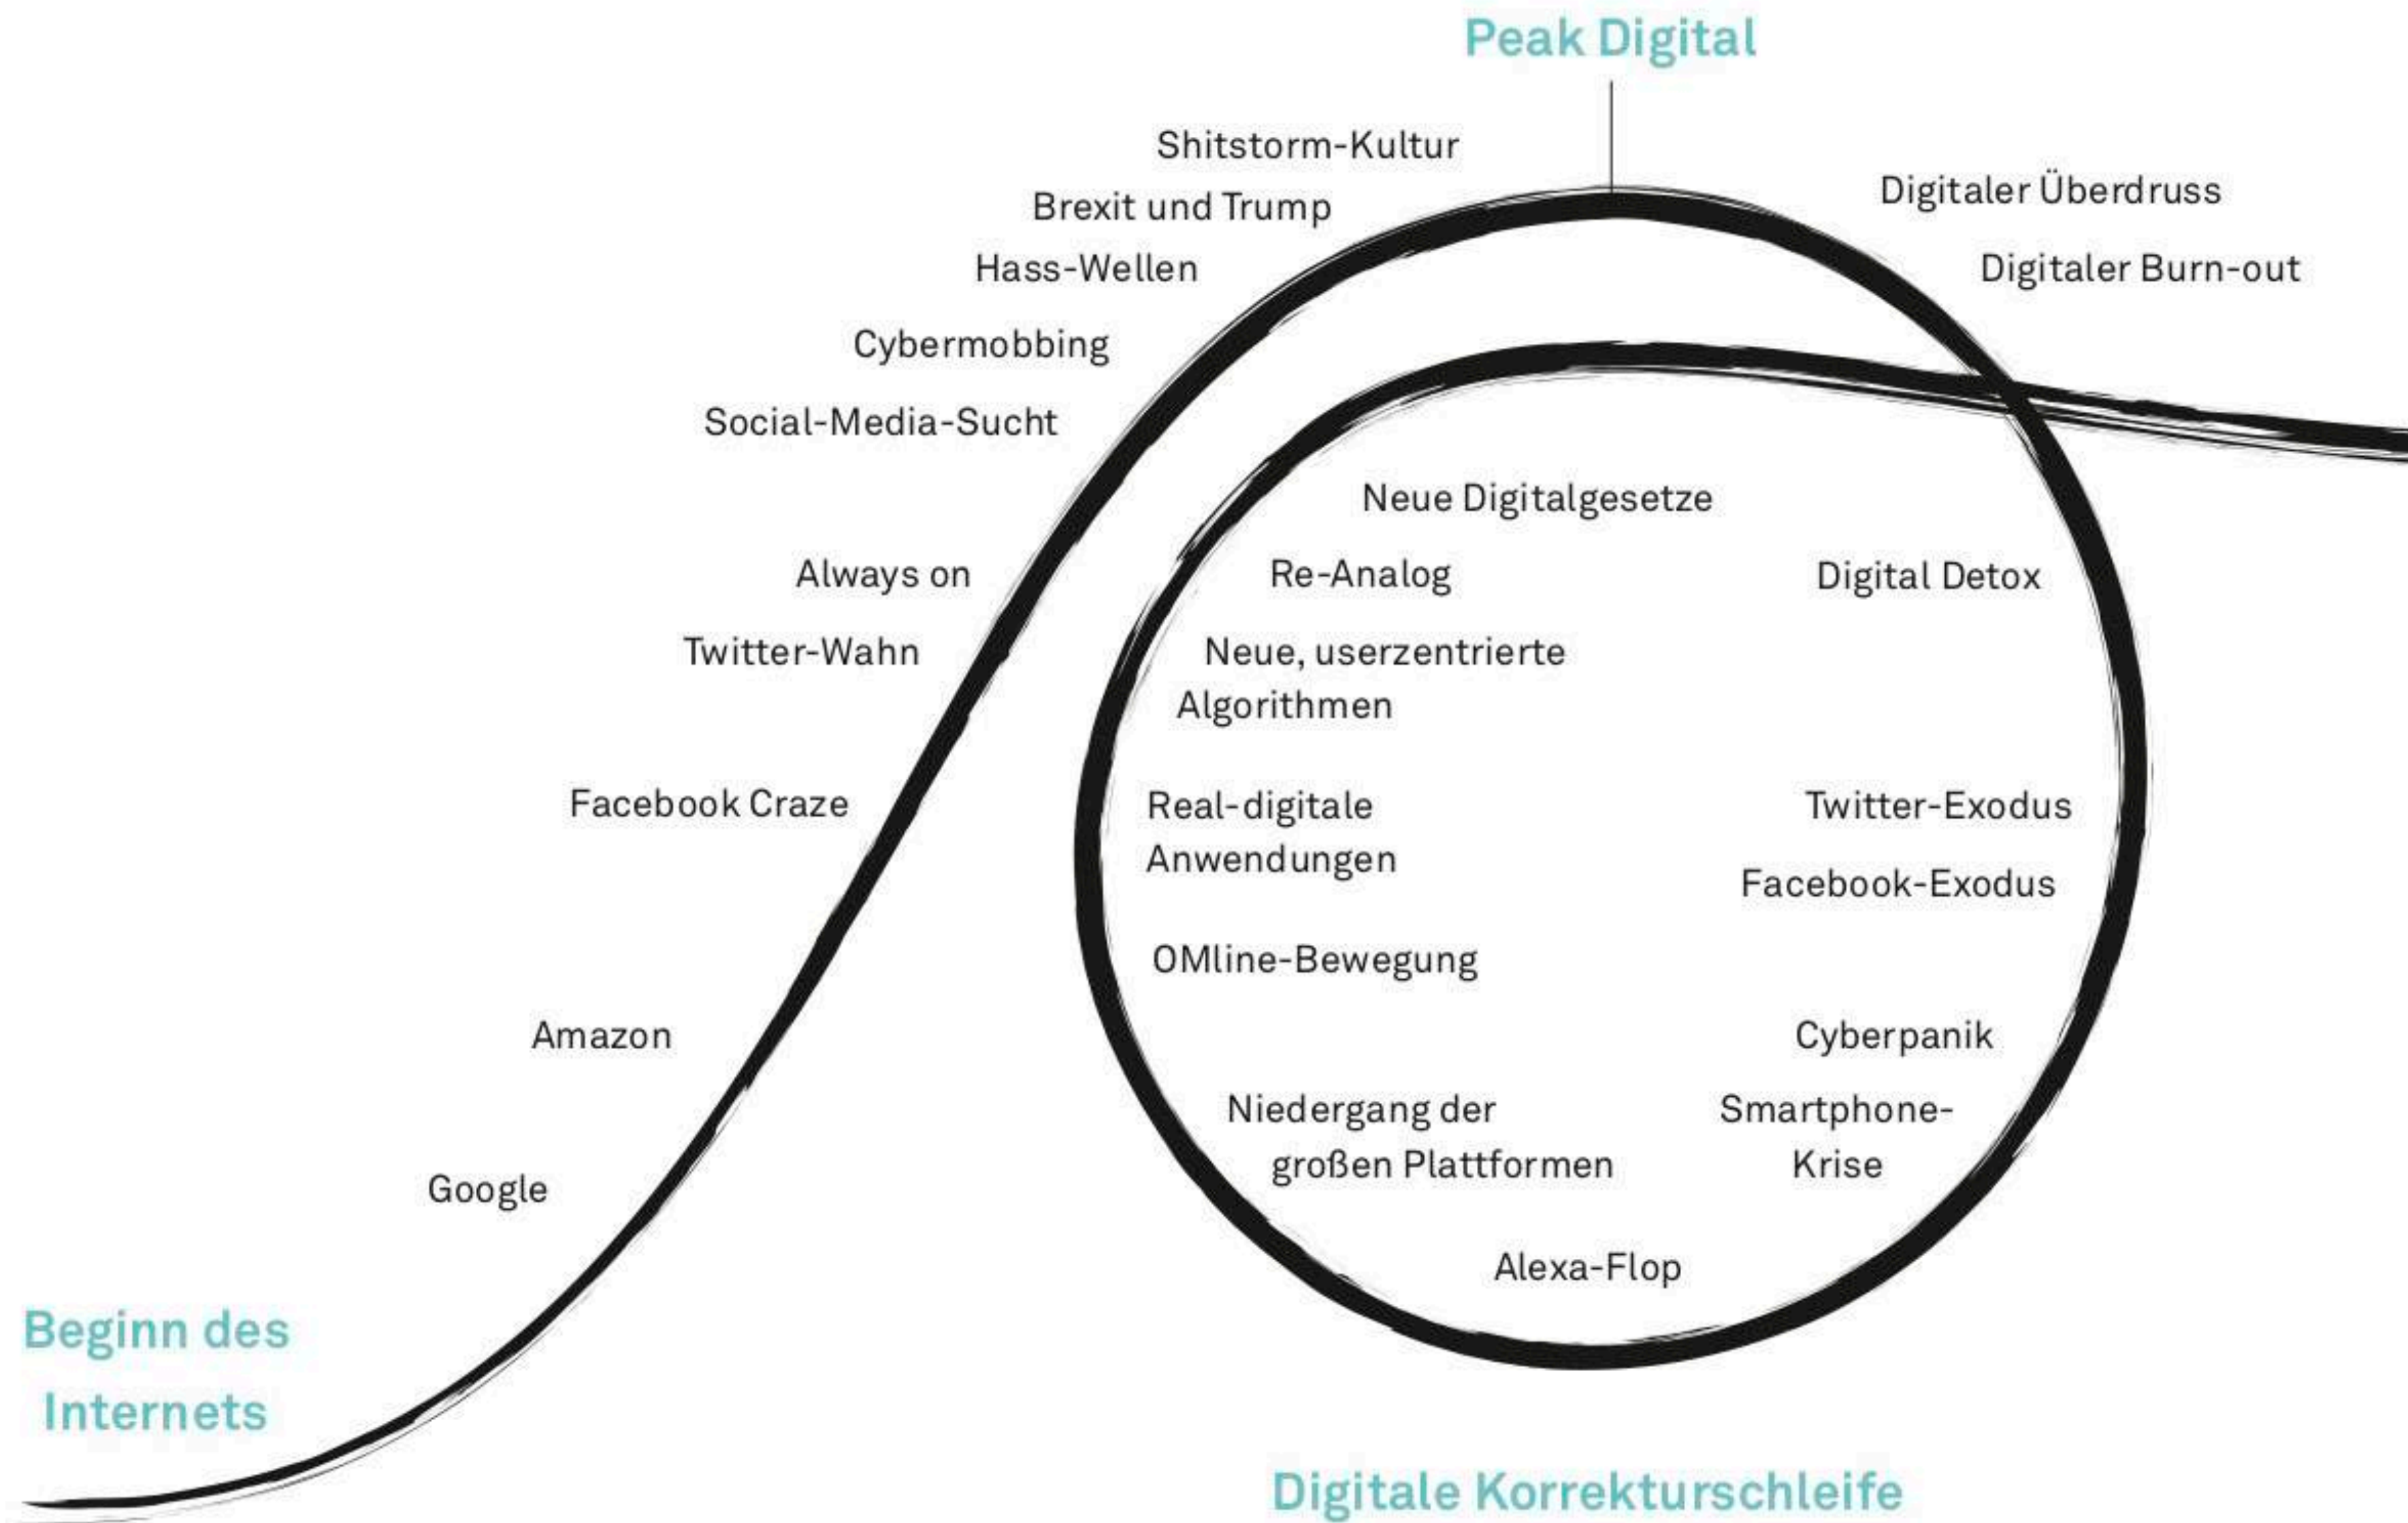 Peak Digital
Shitstorm-Kultur
Digitaler Überdruss
Brexit und Trump
Hass-Wellen
Digitaler Burn-out
Cybermobbing
Social-Media-Sucht
Neue Digitalgesetze
Always on
Re-Analog
Digital Detox
Twitter-Wahn
Neue, userzentrierte
Algorithmen
Facebook Craze
Real-digitale
Anwendungen
Twitter-Exodus
Facebook-Exodus
OMline-Bewegung
Amazon
Cyberpanik
Niedergang der
großen Plattformen
Smartphone-
Krise
Google
Alexa-Flop
Beginn des
Internets
Digitale Korrekturschleife